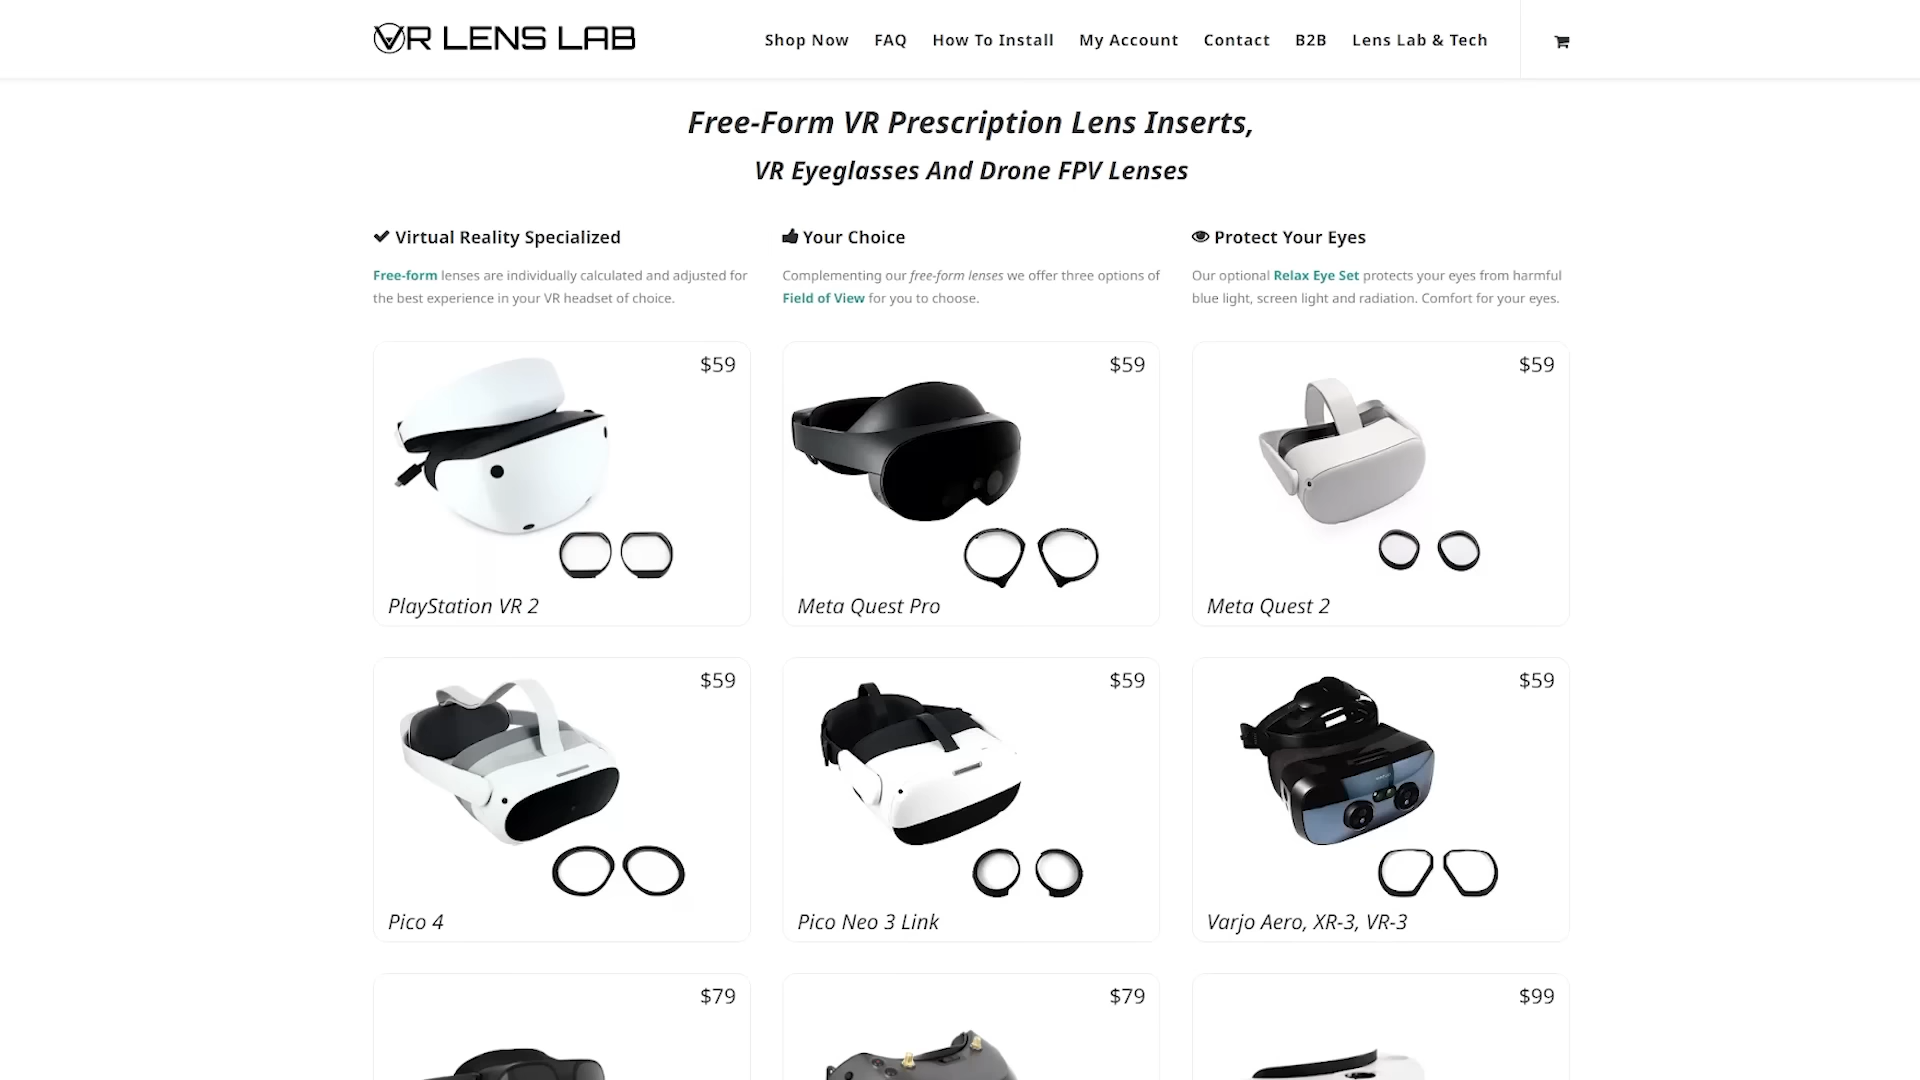 VR LENS LAB
Shop Now FAQ How To Install My Account Contact B2B Lens Lab & Tech
Free-Form VR Prescription Lens Inserts,
VR Eyeglasses And Drone FPV Lenses
Virtual Reality Specialized
Free-form lenses are individually calculated and adjusted for
the best experience in your VR headset of choice.
Your Choice
Complementing our free-form lenses we offer three options of
Field of View for you to choose.
Protect Your Eyes
Our optional Relax Eye Set protects your eyes from harmful
blue light, screen light and radiation. Comfort for your eyes.
$59
PlayStation VR 2
$59
Meta Quest Pro
$59
Meta Quest 2
$59
Pico 4
$59
Pico Neo 3 Link
$59
Varjo Aero, XR-3, VR-3
$79
$79
$99